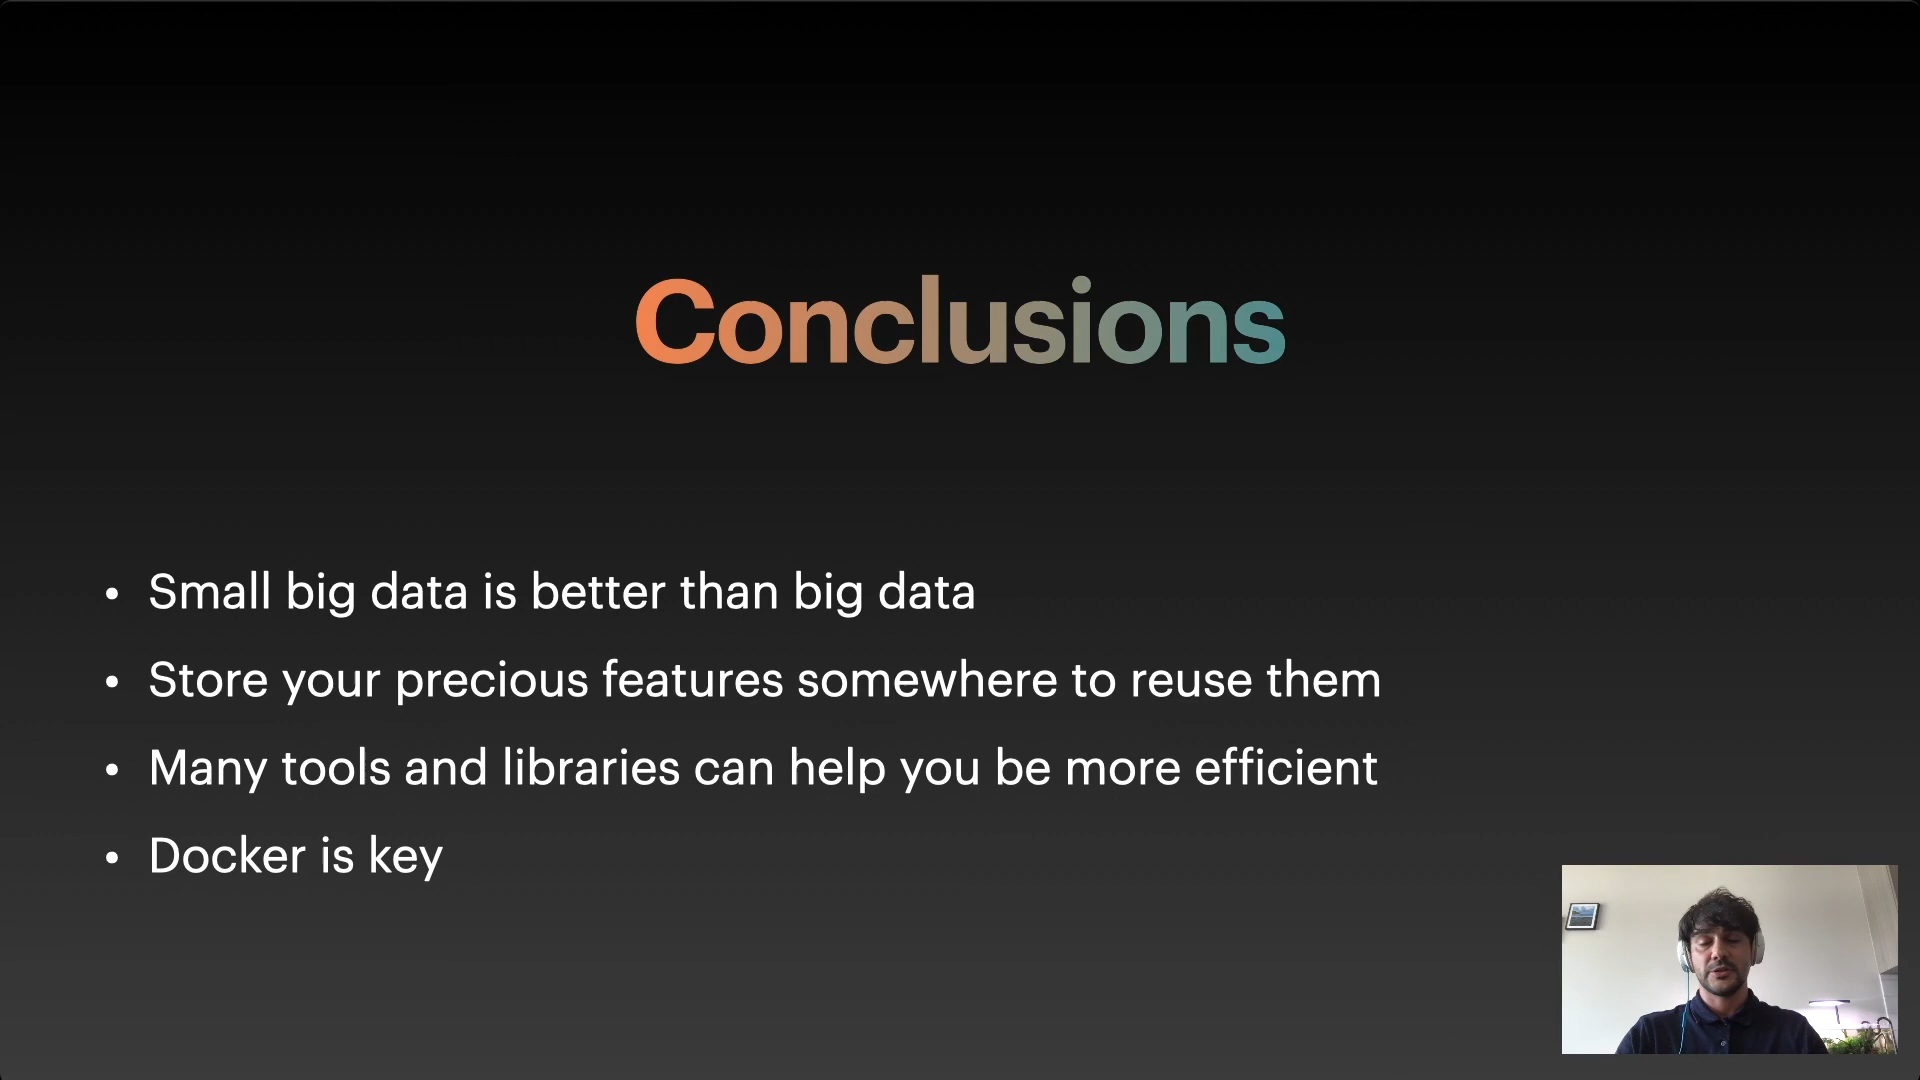 Conclusions
• Small big data is better than big data
• Store your precious features somewhere to reuse them
• Many tools and libraries can help you be more efficient
• Docker is key